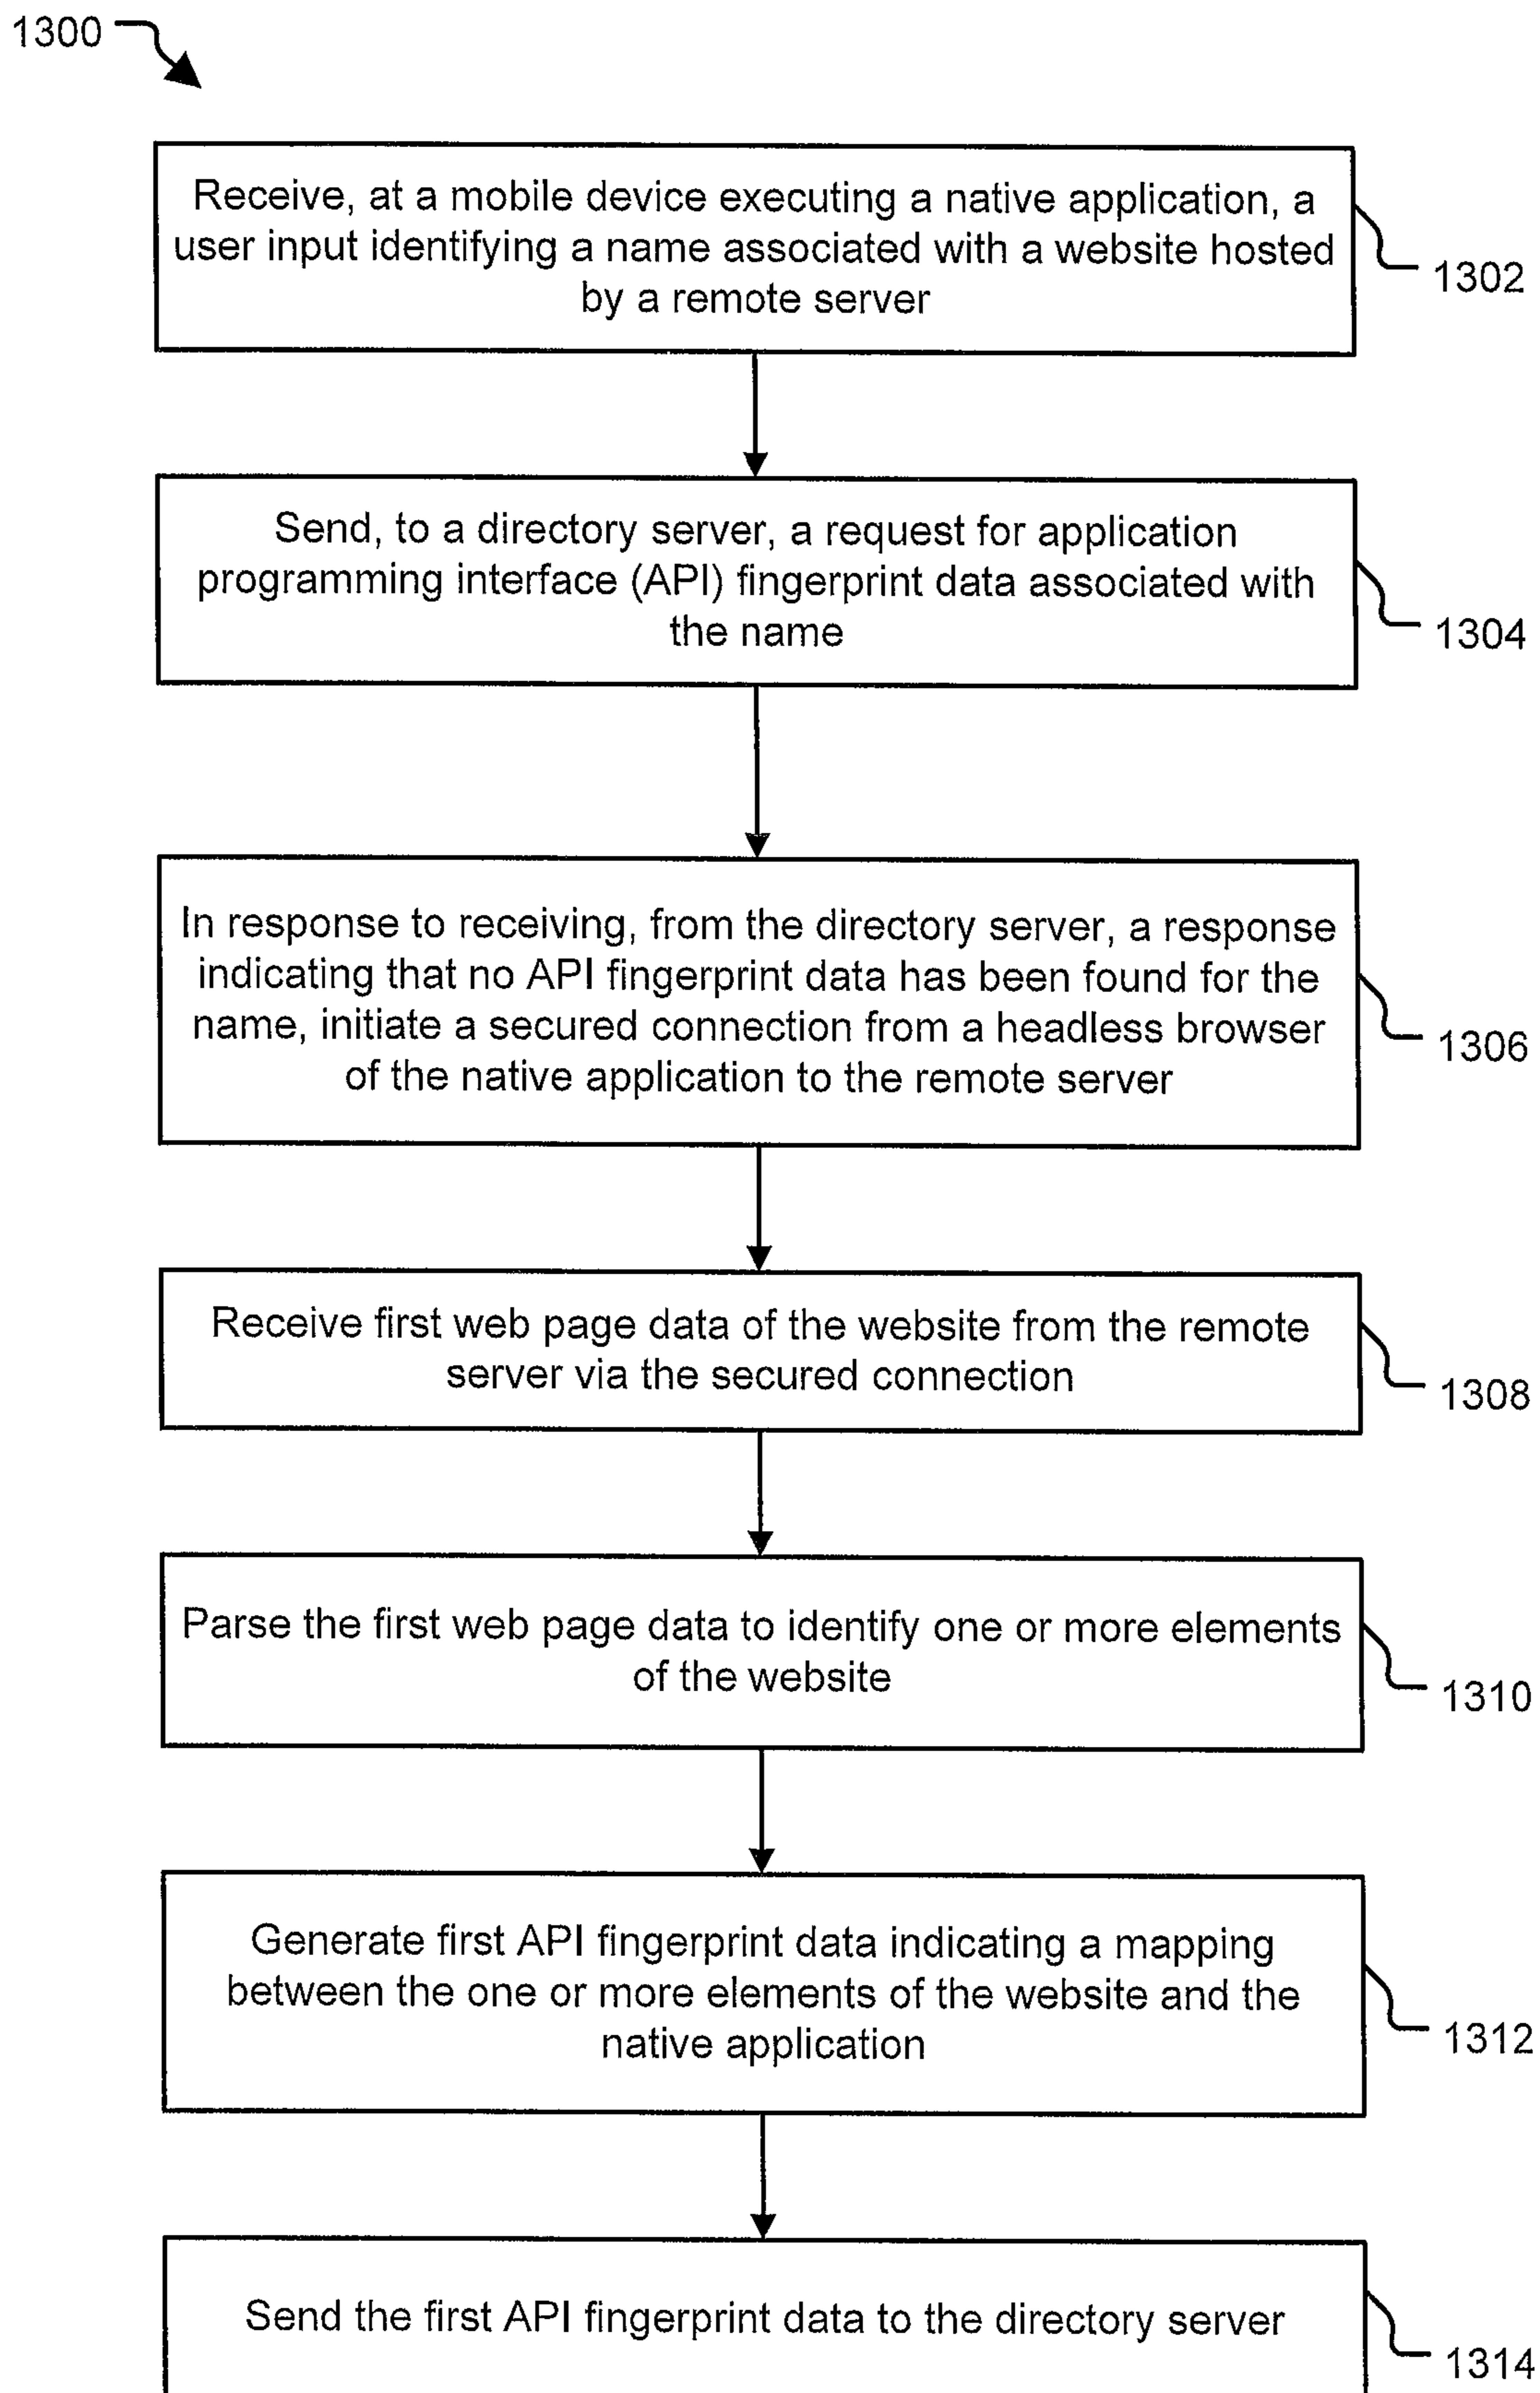 1300
Receive, at a mobile device executing a native application, a
user input identifying a name associated with a website hosted
by a remote server
1302
Send, to a directory server, a request for application
programming interface (API) fingerprint data associated with
the name
1304
In response to receiving, from the directory server, a response
indicating that no API fingerprint data has been found for the
name, initiate a secured connection from a headless browser
of the native application to the remote server
1306
Receive first web page data of the website from the remote
server via the secured connection
1308
Parse the first web page data to identify one or more elements
of the website
1310
Generate first API fingerprint data indicating a mapping
between the one or more elements of the website and the
native application
1312
Send the first API fingerprint data to the directory server
1314